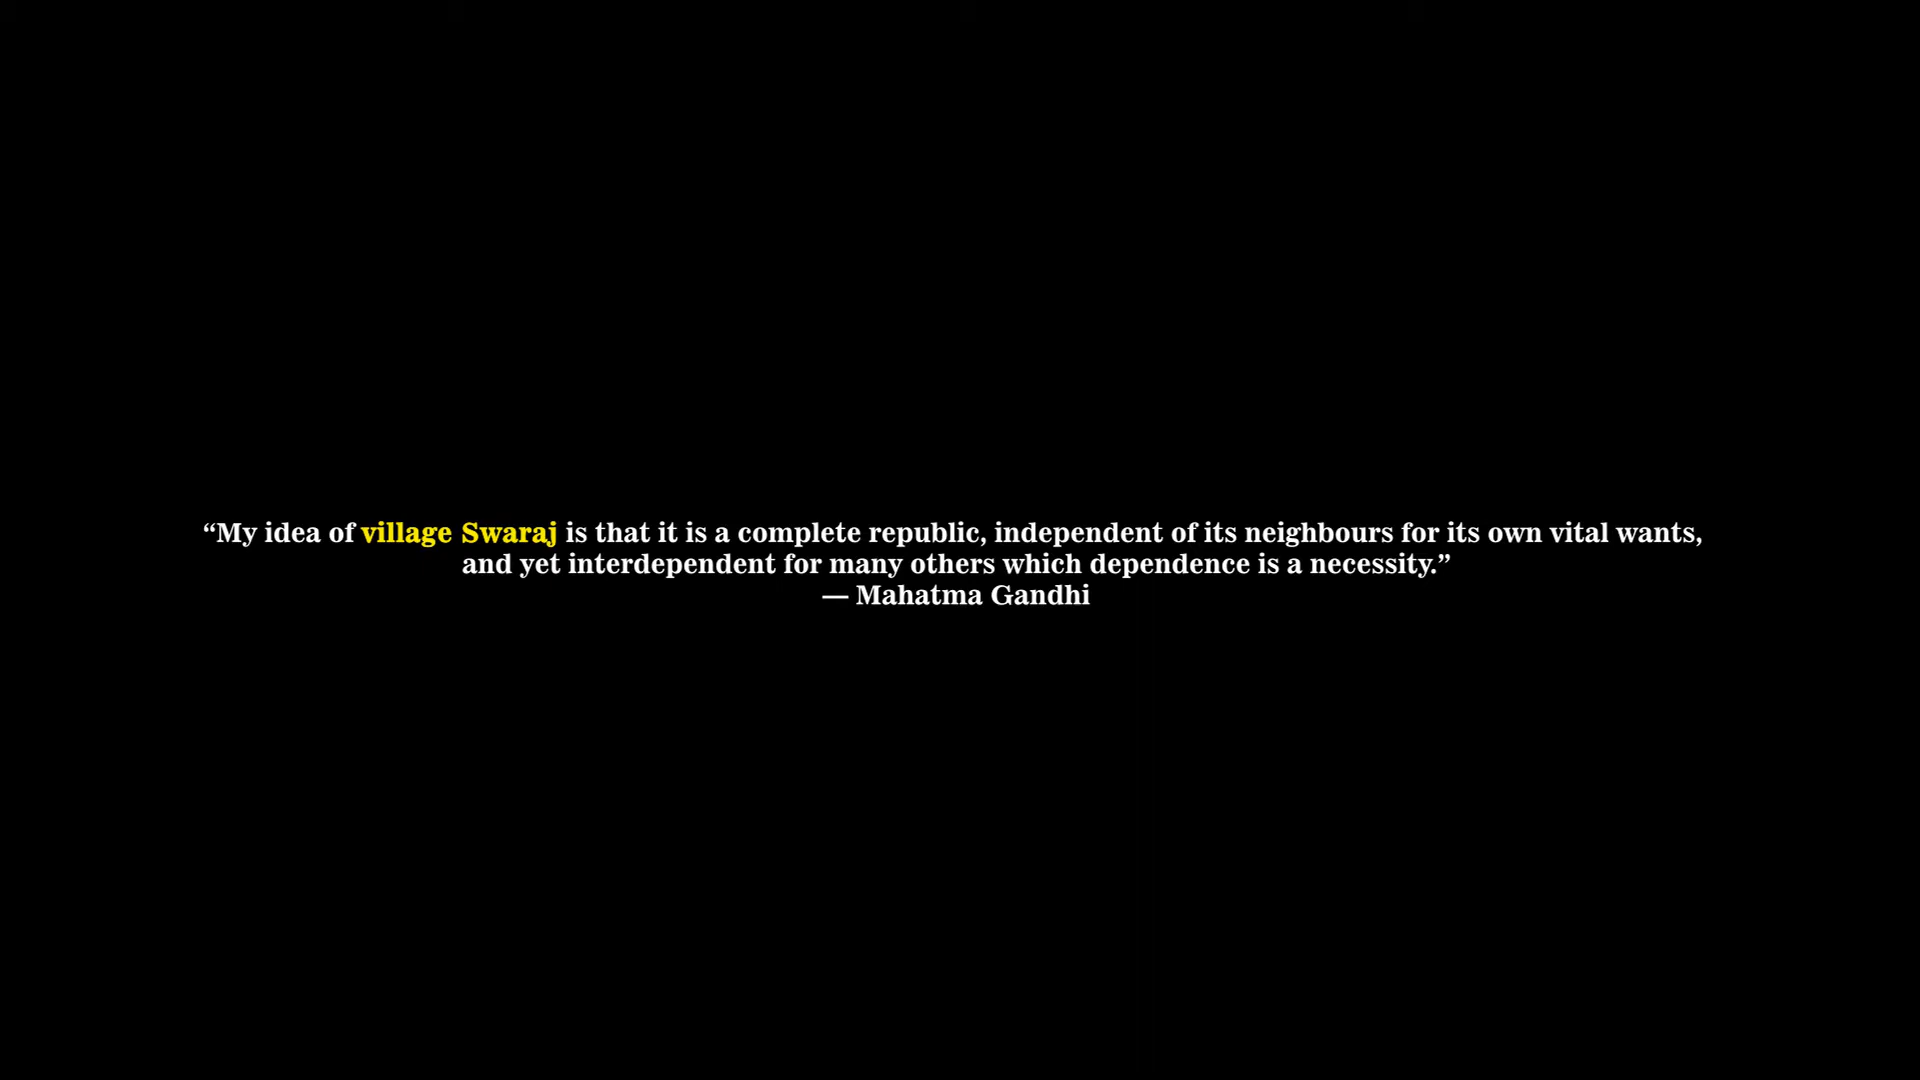 “My idea of village Swaraj is that it is a complete republic, independent of its neighbours for its own vital wants,
and yet interdependent for many others which dependence is a necessity.”
— Mahatma Gandhi